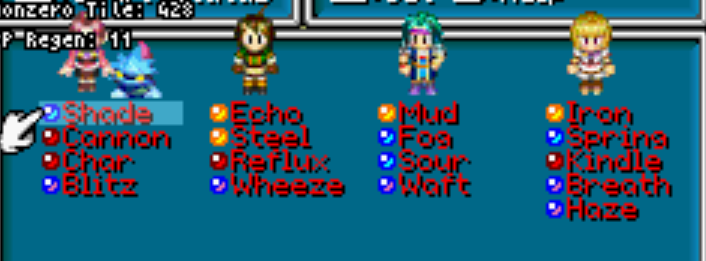 onzero Tile: 428
P Regen: 11
Shade
Cannon
Char
Blitz
Echo
Steel
Reflux
Wheeze
Mud
Fog
Sour
Waft
Iron
Spring
Kindle
Breath
Haze